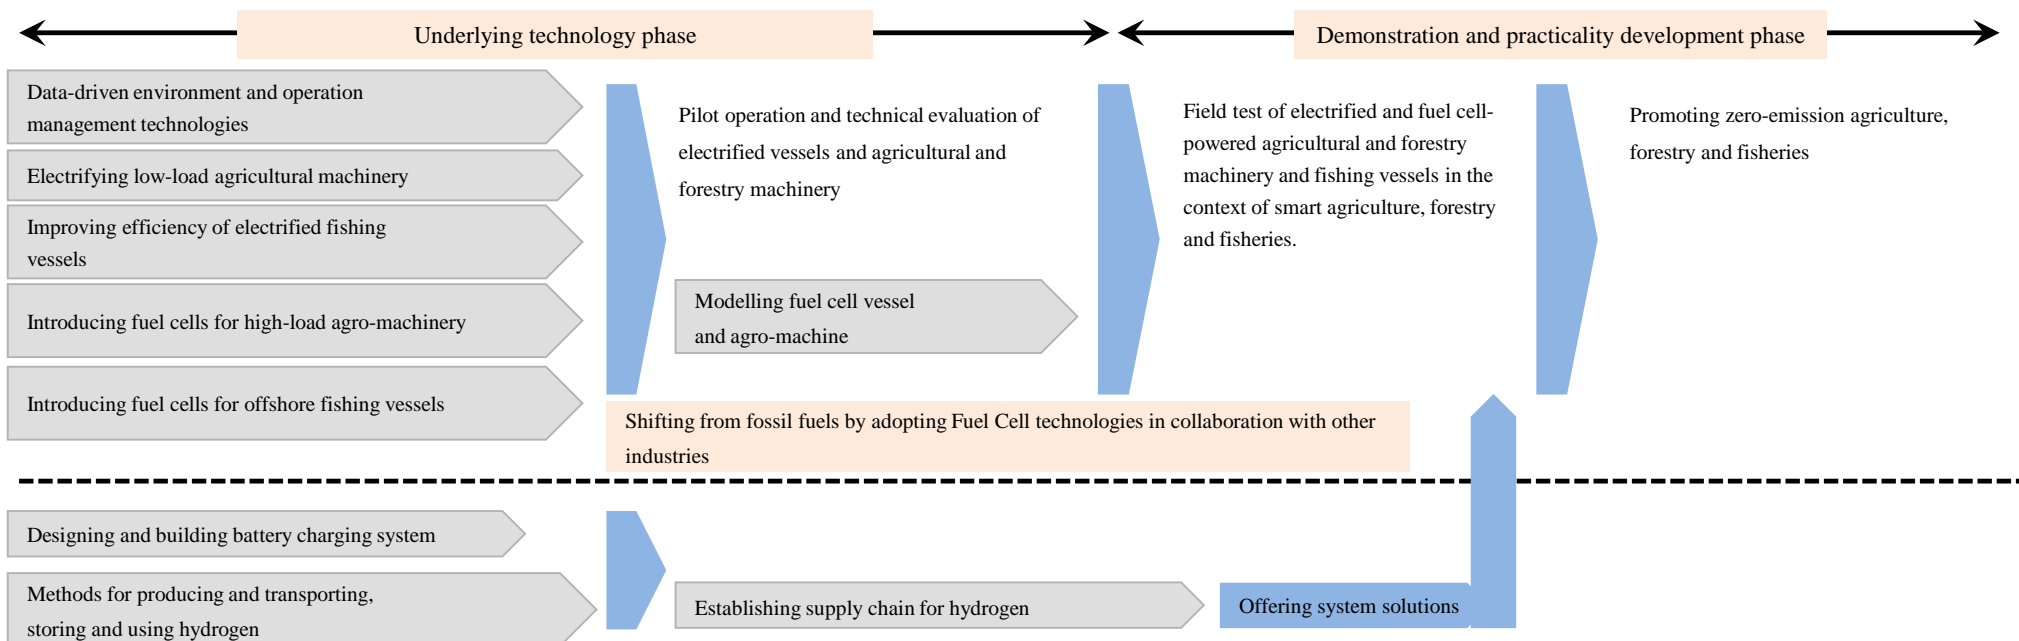 Underlying technology phase
Demonstration and practicality development phase
Data-driven environment and operation
management technologies
Electrifying low-load agricultural machinery
Improving efficiency of electrified fishing
vessels
Introducing fuel cells for high-load agro-machinery
Introducing fuel cells for offshore fishing vessels
Pilot operation and technical evaluation of
electrified vessels and agricultural and
forestry machinery
Modelling fuel cell vessel
and agro-machine
Field test of electrified and fuel cell-
powered agricultural and forestry
machinery and fishing vessels in the
context of smart agriculture, forestry
and fisheries.
Promoting zero-emission agriculture,
forestry and fisheries
Shifting from fossil fuels by adopting Fuel Cell technologies in collaboration with other
industries
Designing and building battery charging system
Methods for producing and transporting,
storing and using hydrogen
Establishing supply chain for hydrogen
Offering system solutions